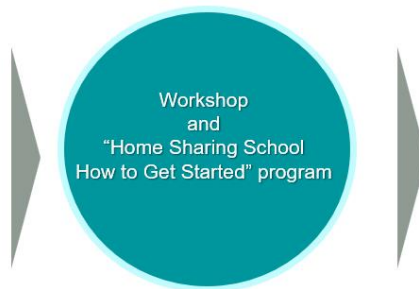 Workshop
and
“Home Sharing School
How to Get Started” program